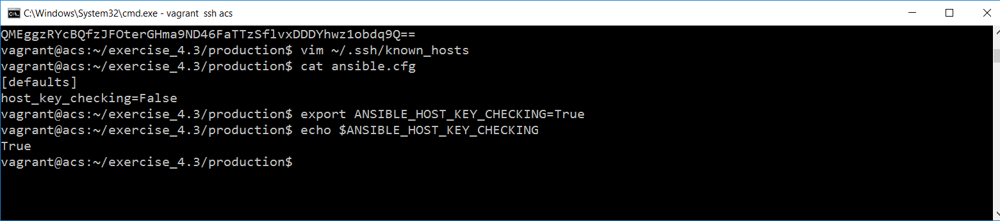 C:\Windows\System32\cmd.exe - vagrant  ssh acs
QMEggzRYcBQfzJFOterGHma9ND46FaTTzSflvxDDDYhwz1obdq9Q==
vagrant@acs:~/exercise_4.3/production$ vim ~/.ssh/known_hosts
vagrant@acs:~/exercise_4.3/production$ cat ansible.cfg
[defaults]
host_key_checking=False
vagrant@acs:~/exercise_4.3/production$ export ANSIBLE_HOST_KEY_CHECKING=True
vagrant@acs:~/exercise_4.3/production$ echo $ANSIBLE_HOST_KEY_CHECKING
True
vagrant@acs:~/exercise_4.3/production$